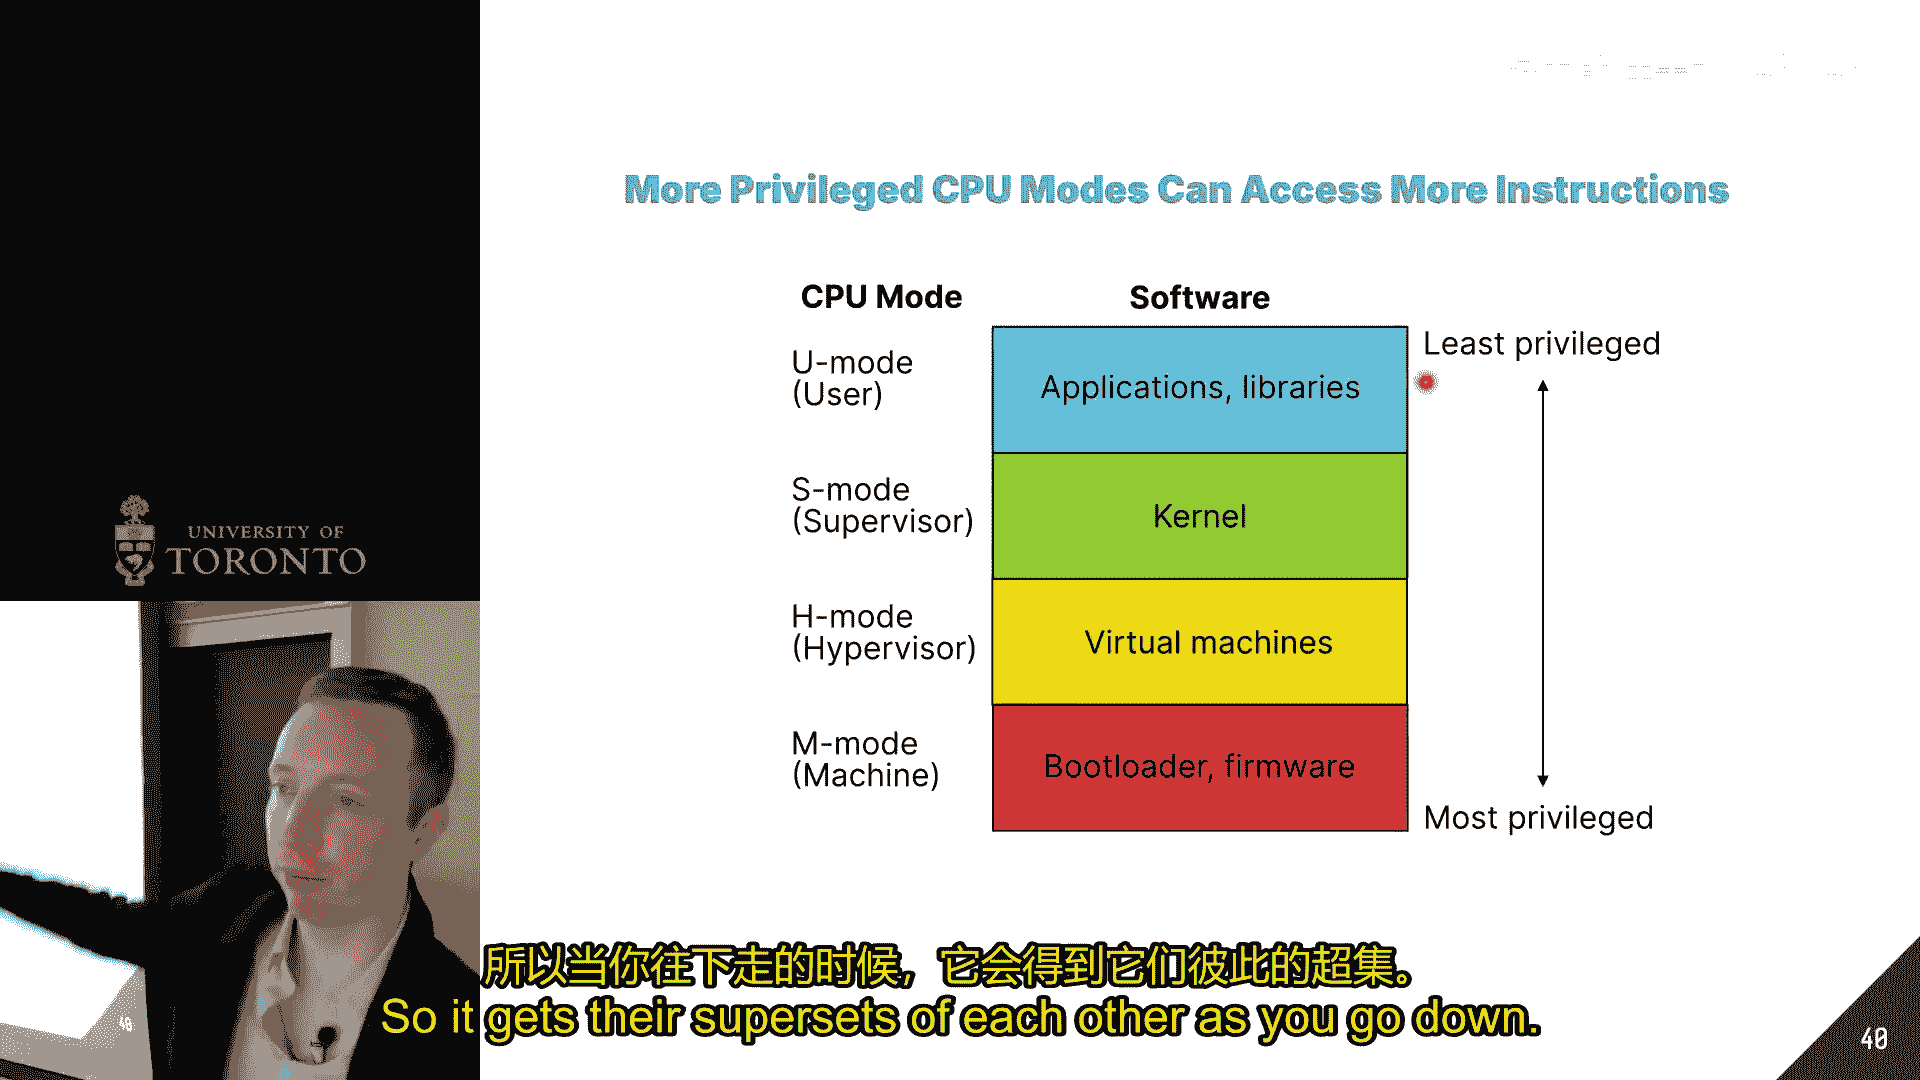 More Privileged CPU Modes Can Access More Instructions
CPU Mode
Software
U-mode
(User)
Applications, libraries
Least privileged
S-mode
(Supervisor)
Kernel
H-mode
(Hypervisor)
Virtual machines
M-mode
(Machine)
Bootloader, firmware
Most privileged
UNIVERSITY OF
TORONTO
所以当你往下走的时候，它会得到它们彼此的超集。
So it gets their supersets of each other as you go down.
40
40